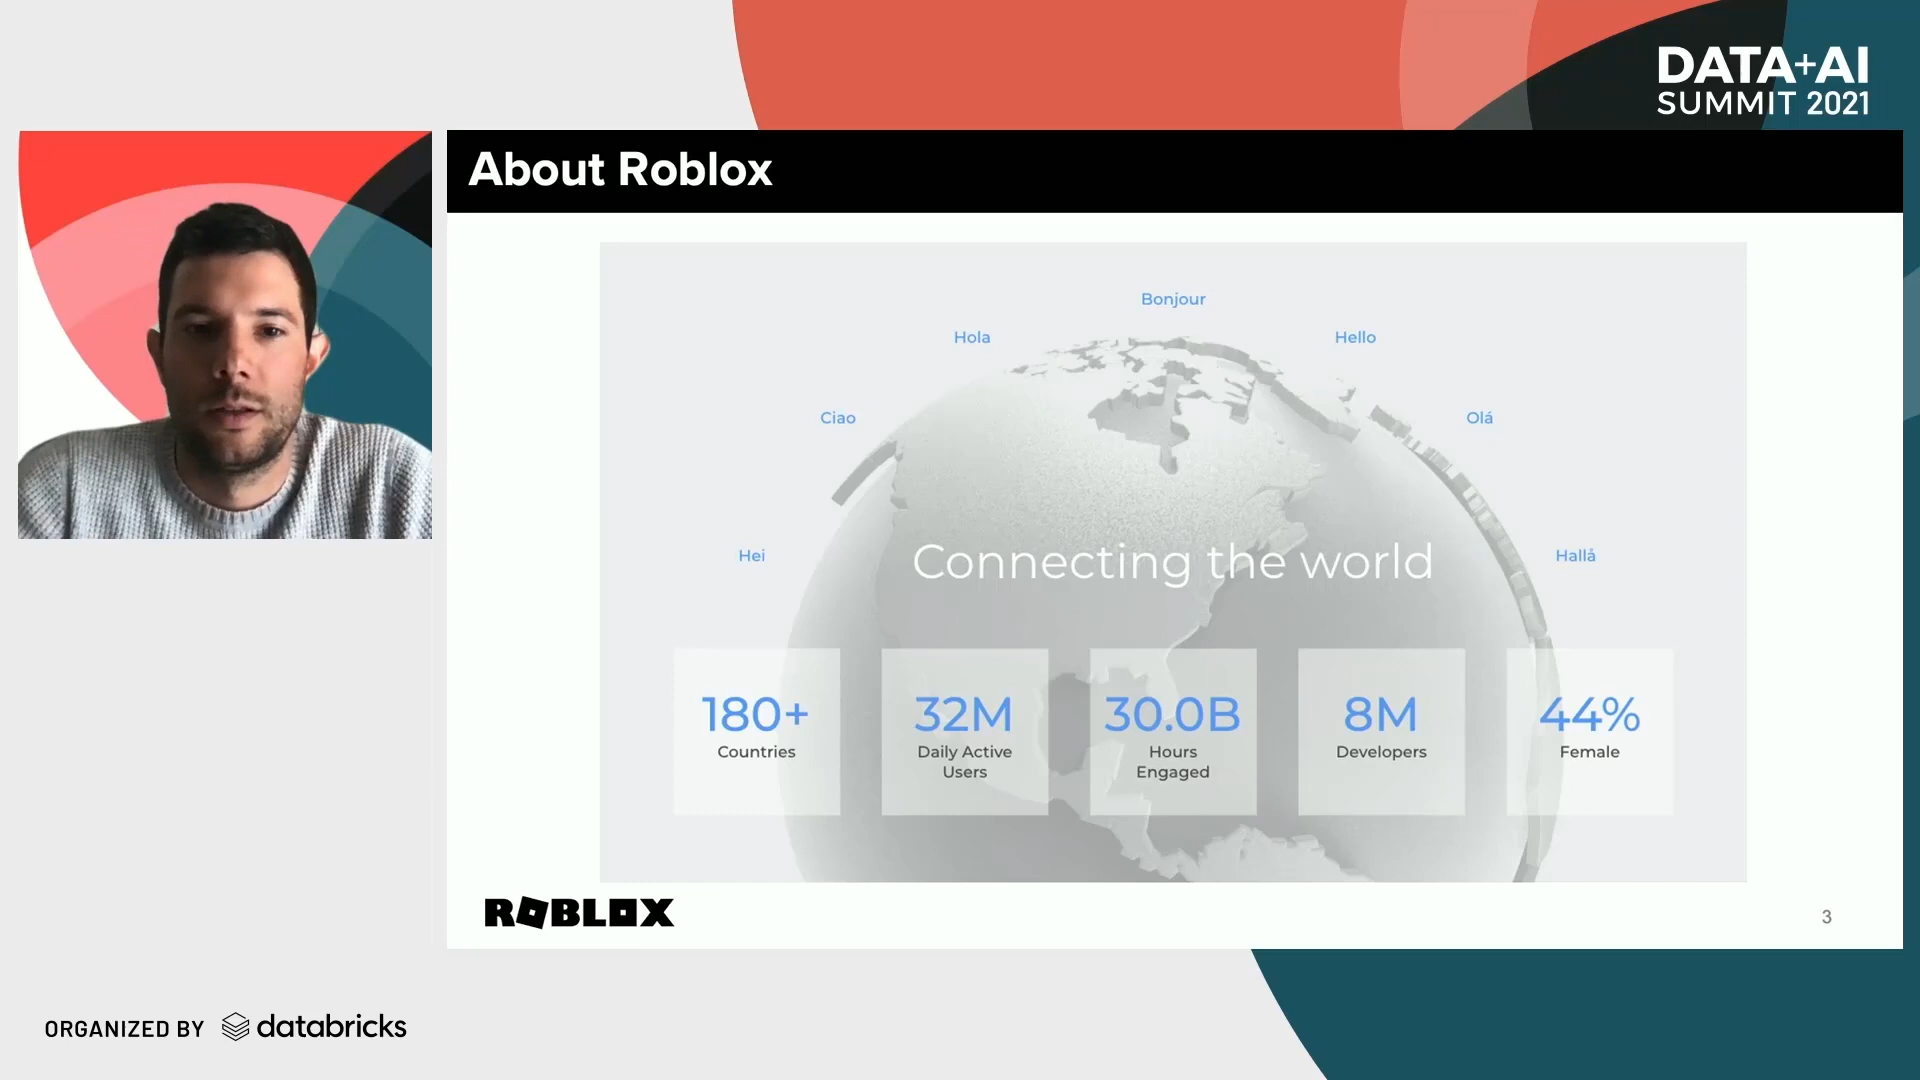 DATA+AI
SUMMIT 2021
About Roblox
Bonjour
Hola
Hello
Ciao
Olá
Hei
Hallå
Connecting the world
180+
Countries
32M
Daily Active
Users
30.0B
Hours
Engaged
8M
Developers
44%
Female
ROBLOX
3
ORGANIZED BY databricks